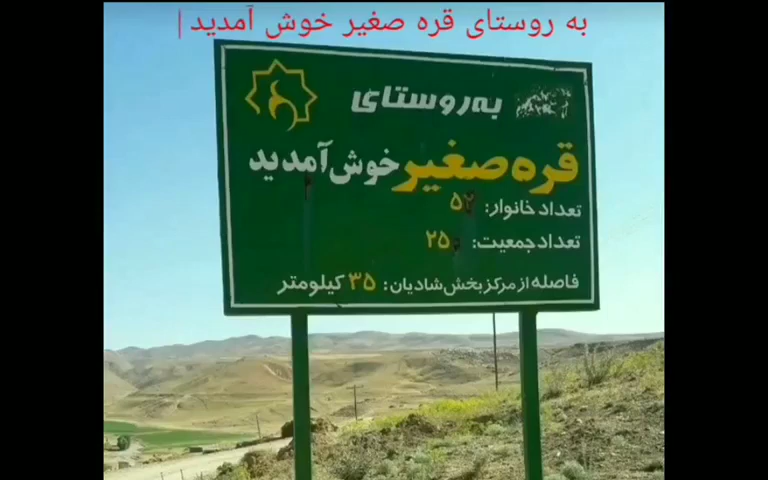 به روستای قره صغیر خوش آمدید |
به روستای
قره صغیر خوش آمدید
تعداد خانوار: ۵۲
تعداد جمعیت: ۲۵
فاصله از مرکز بخش شادیان: ۳۵ کیلومتر